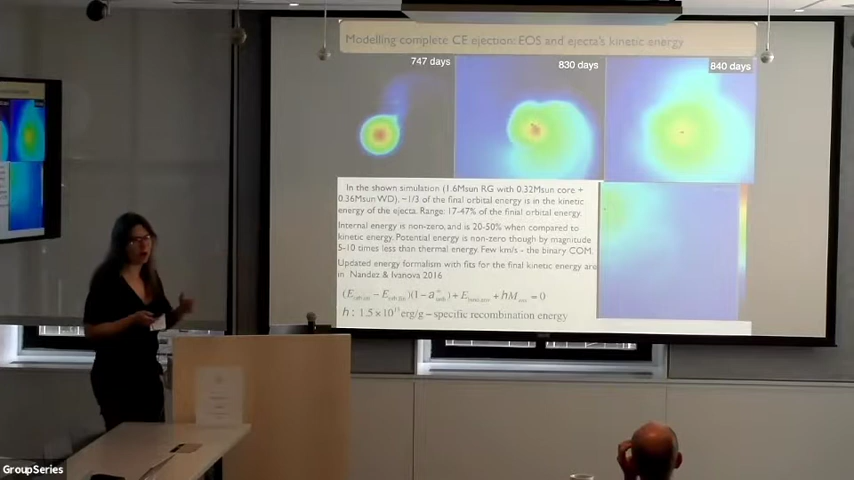 Modelling complete CE ejection: EOS and ejecta's kinetic energy
747 days
830 days
840 days
In the shown simulation (1.6Msun RG with 0.32Msun core +
0.36Msun WD), ~1/3 of the final orbital energy is in the kinetic
energy of the ejecta. Range: 17-47% of the finial orbital energy.
Internal energy is non-zero, and is 20-50% when compared to
kinetic energy. Potential energy is non-zero though by magnitude
5-10 times less than thermal energy. Few km/s - the binary COM.
Updated energy formalism with fits for the final kinetic energy are
in Nandez & Ivanova 2016
: 1.5×10¹³erg/g – specific recombination energy
GroupSeries